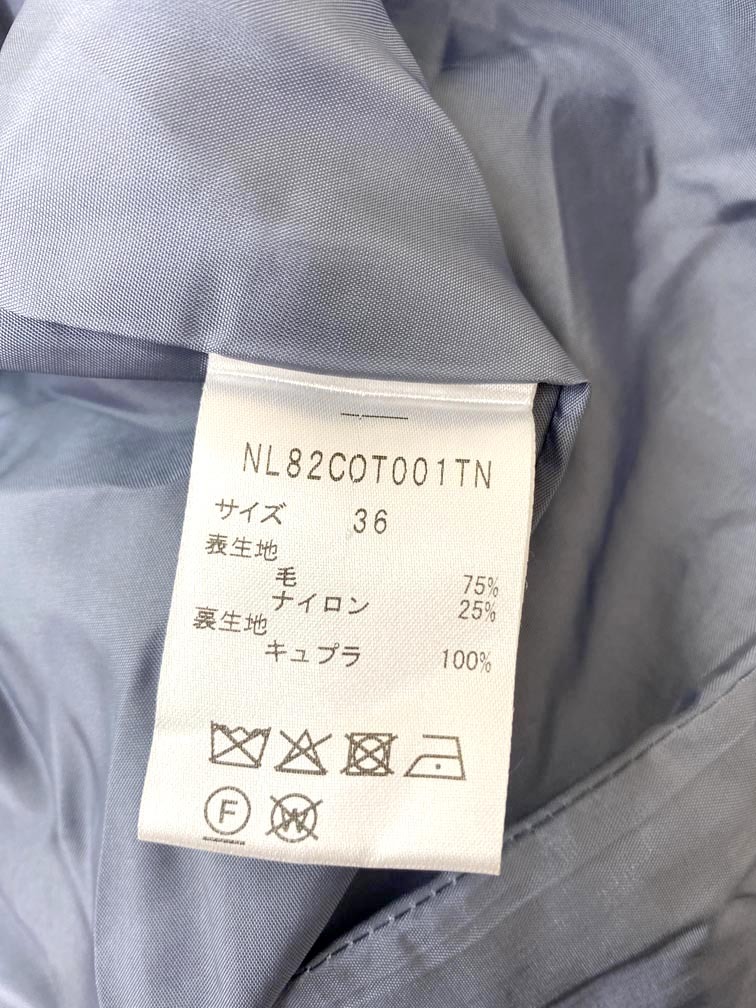 NL82COT001TN
サイズ 36
表生地
毛 75%
ナイロン 25%
裏生地
キュプラ 100%
F W